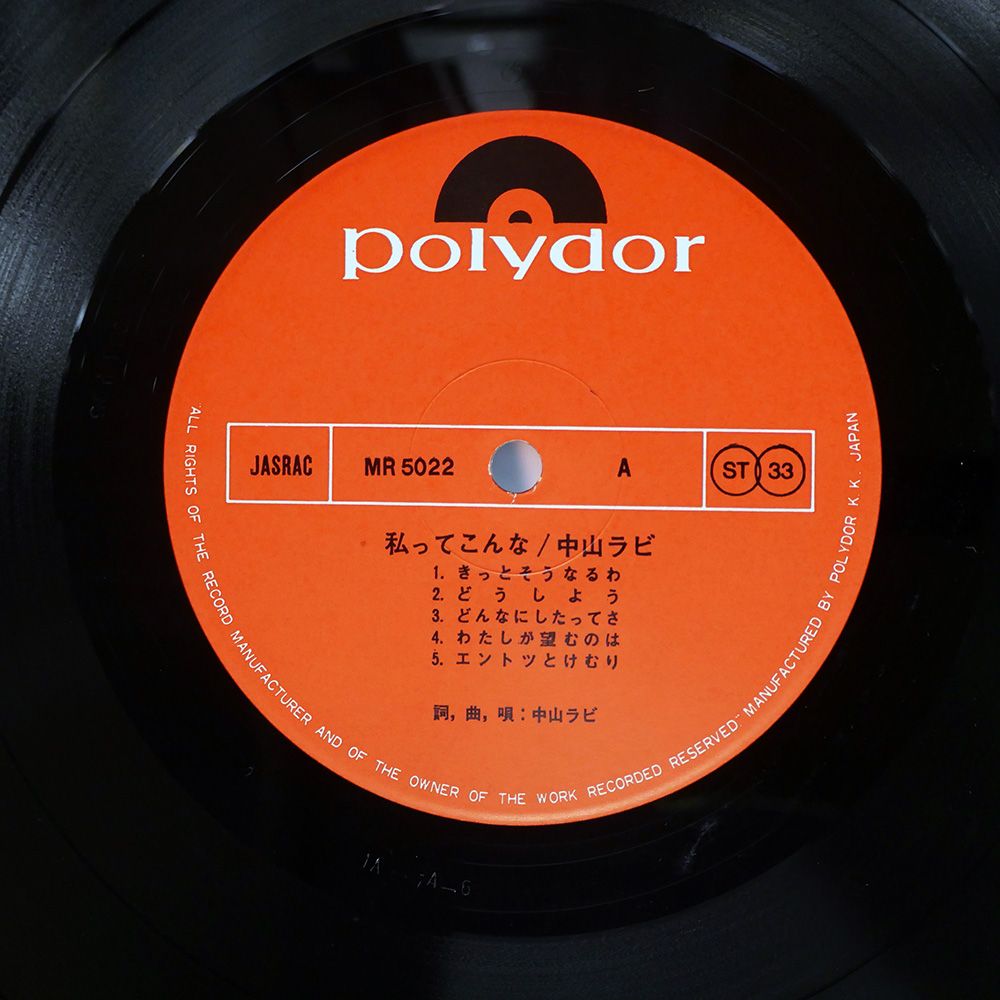 polydor
JASRAC MR 5022 A ST 33
私ってこんな/中山ラビ
1. きっとそうなるわ
2. どうしよう
3. どんなにしたってさ
4. わたしが望むのは
5. エントツとけむり
詞,曲,唄:中山ラビ
"ALL RIGHTS OF THE RECORD MANUFACTURER AND OF THE OWNER OF THE WORK RECORDED RESERVED." MANUFACTURED BY POLYDOR K.K. JAPAN